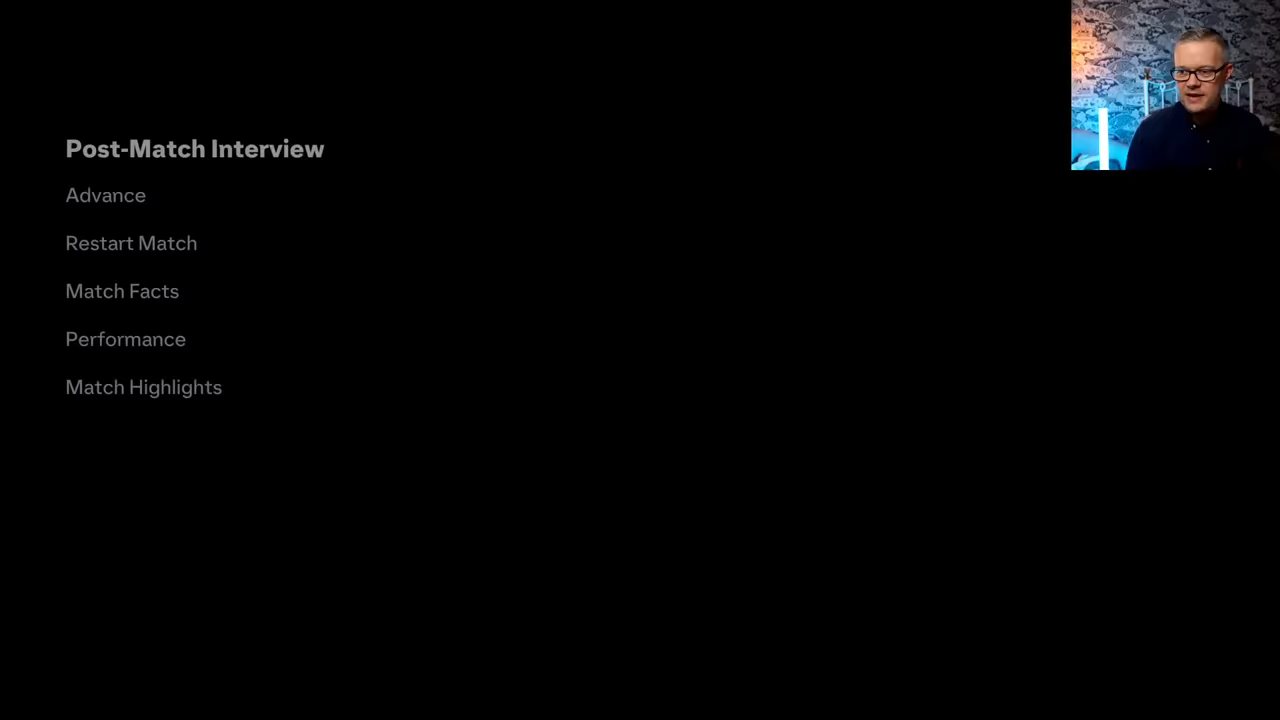 Post-Match Interview
Advance
Restart Match
Match Facts
Performance
Match Highlights